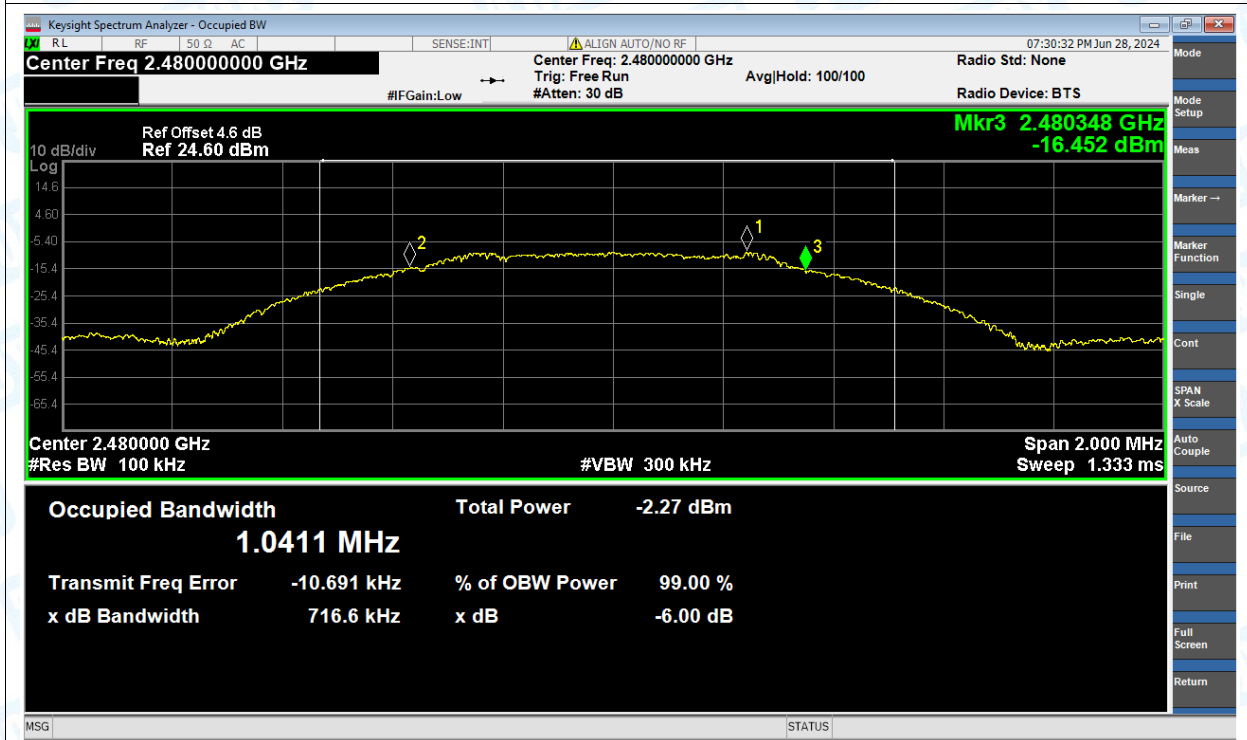 Keysight Spectrum Analyzer - Occupied BW
LXI RL RF 50 Ω AC SENSE:INT ALIGN AUTO/NO RF 07:30:32 PM Jun 28, 2024
Center Freq 2.480000000 GHz
Center Freq: 2.480000000 GHz
Radio Std: None
Trig: Free Run Avg|Hold: 100/100
#IFGain:Low #Atten: 30 dB Radio Device: BTS
Ref Offset 4.6 dB
10 dB/div Ref 24.60 dBm
Mkr3 2.480348 GHz
-16.452 dBm
Log
14.6
4.60
-5.40
-15.4
-25.4
-35.4
-45.4
-55.4
-65.4
2
1
3
Center 2.480000 GHz Span 2.000 MHz
#Res BW 100 kHz #VBW 300 kHz Sweep 1.333 ms
Occupied Bandwidth Total Power -2.27 dBm
1.0411 MHz
Transmit Freq Error -10.691 kHz % of OBW Power 99.00 %
x dB Bandwidth 716.6 kHz x dB -6.00 dB
MSG STATUS
Mode
Mode
Setup
Meas
Marker →
Marker
Function
Single
Cont
SPAN
X Scale
Auto
Couple
Source
File
Print
Full
Screen
Return